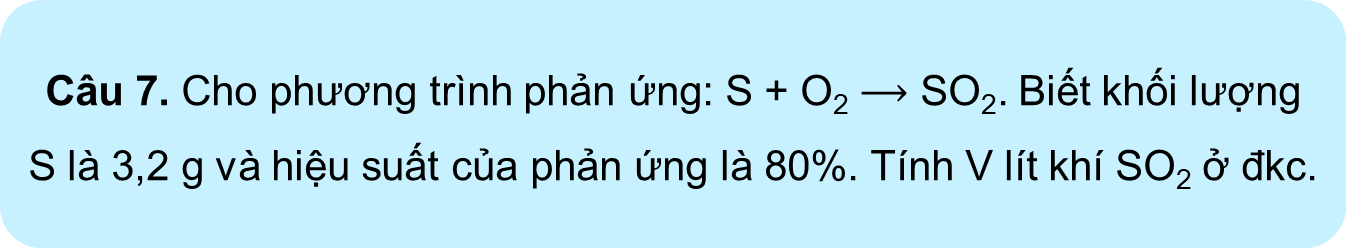 Câu 7. Cho phương trình phản ứng: S + O₂ ⟶ SO₂. Biết khối lượng
S là 3,2 g và hiệu suất của phản ứng là 80%. Tính V lít khí SO₂ ở đkc.